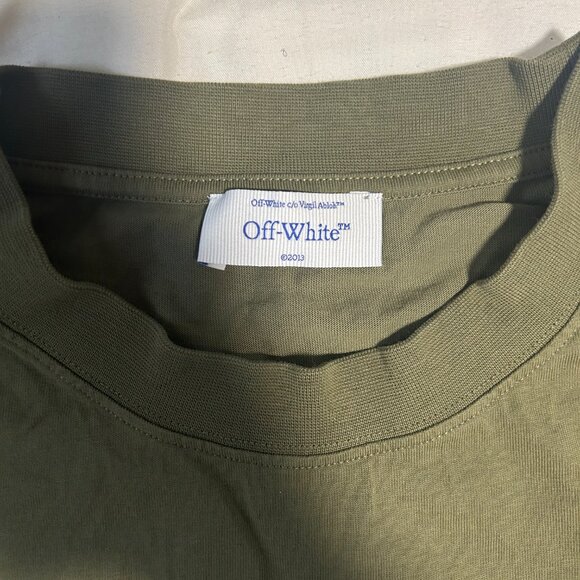 Off-White c/o Virgil Abloh™
Off-White™
©2013